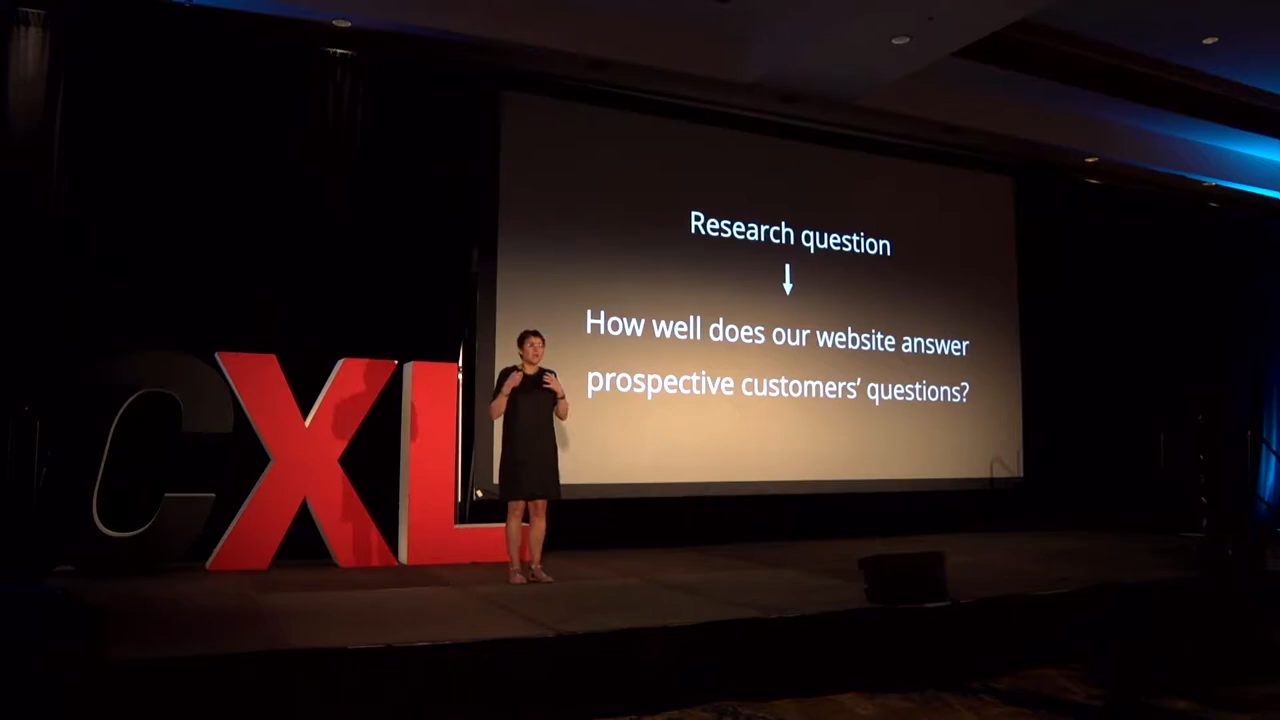 CXL
Research question
How well does our website answer
prospective customers’ questions?